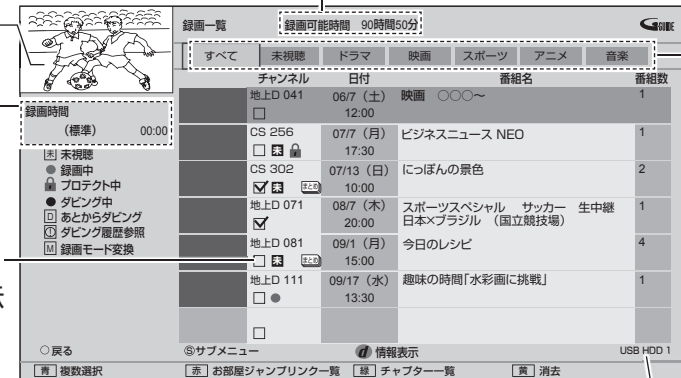 録画一覧 録画可能時間 90時間50分 GGUIDE
すべて 未視聴 ドラマ 映画 スポーツ アニメ 音楽
チャンネル 日付 番組名 番組数
地上D 041 06/7（土） 12:00 映画 ○○○〜 1
録画時間
（標準） 00:00
CS 256 07/7（月） 17:30 ビジネスニュース NEO 1
未
CS 302 07/13（日） 10:00 にっぽんの景色 2
未 まとめ
地上D 071 08/7（木） 20:00 スポーツスペシャル サッカー 生中継 1
日本×ブラジル （国立競技場）
地上D 081 09/1（月） 15:00 今日のレシピ 4
未 まとめ
地上D 111 09/17（水） 13:30 趣味の時間「水彩画に挑戦」 1
未 未視聴
録画中
プロテクト中
ダビング中
D あとからダビング
ダビング履歴参照
M 録画モード変換
戻る Ⓢサブメニュー d 情報表示 USB HDD 1
青 複数選択 赤 お部屋ジャンプリンク一覧 緑 チャプター一覧 黄 消去